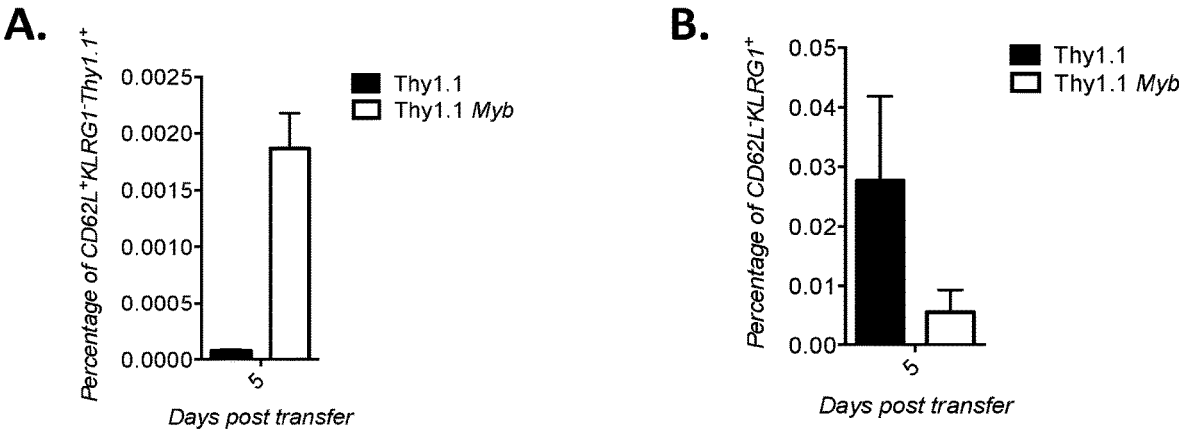 A.
Percentage of CD62L⁺KLRG1⁻Thy1.1⁺
0.0025
0.0020
0.0015
0.0010
0.0005
0.0000
5
Days post transfer
Thy1.1
Thy1.1 Myb
B.
Percentage of CD62L⁻KLRG1⁺
0.05
0.04
0.03
0.02
0.01
0.00
5
Days post transfer
Thy1.1
Thy1.1 Myb